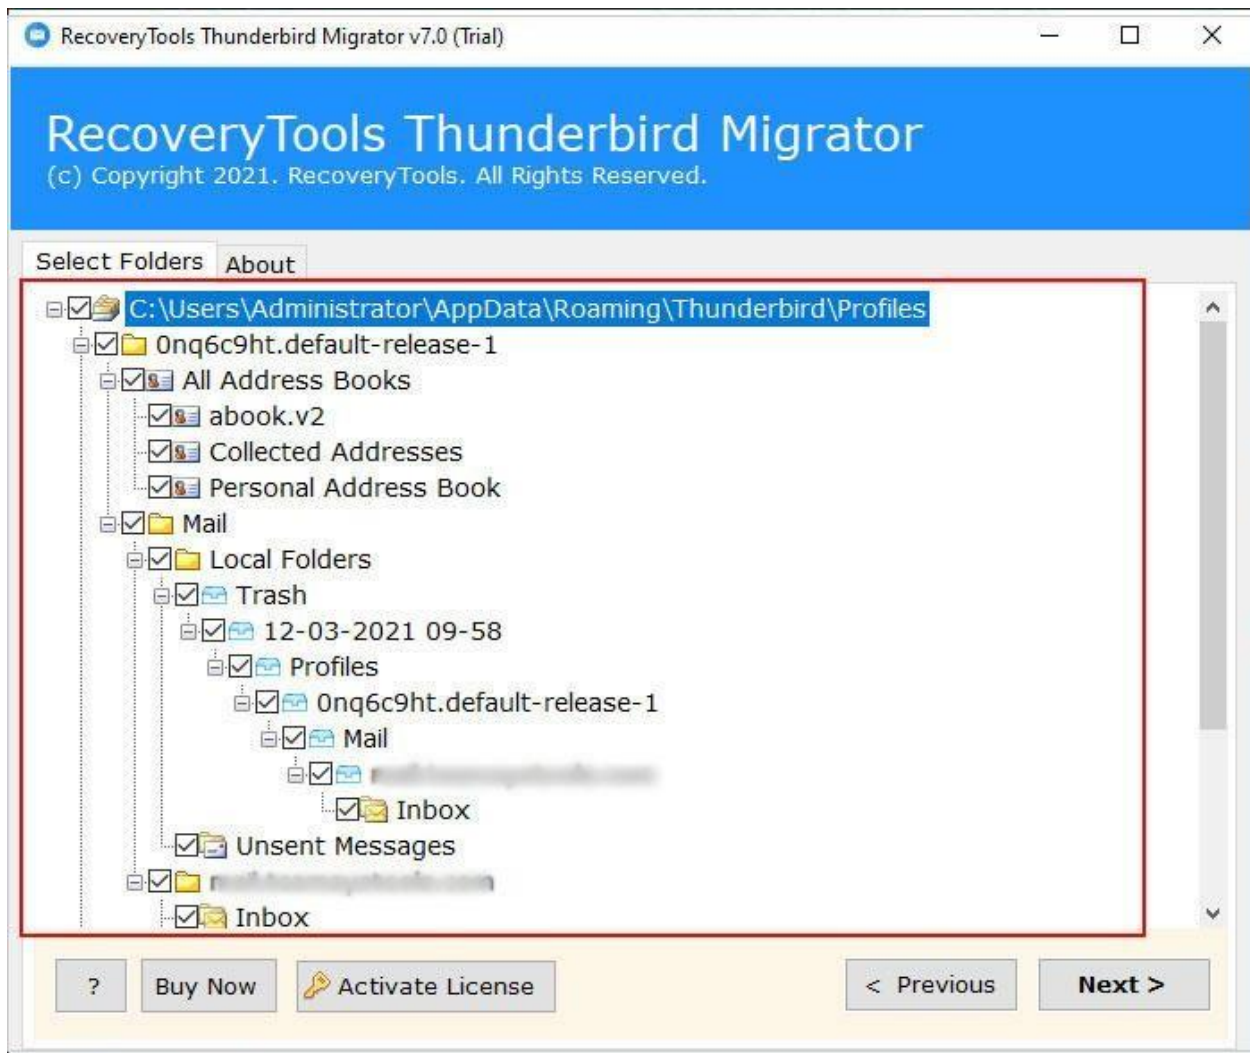 RecoveryTools Thunderbird Migrator v7.0 (Trial)
RecoveryTools Thunderbird Migrator
(c) Copyright 2021. RecoveryTools. All Rights Reserved.
Select Folders About
C:\Users\Administrator\AppData\Roaming\Thunderbird\Profiles
0nq6c9ht.default-release-1
All Address Books
abook.v2
Collected Addresses
Personal Address Book
Mail
Local Folders
Trash
12-03-2021 09-58
Profiles
0nq6c9ht.default-release-1
Mail
Inbox
Unsent Messages
Inbox
? Buy Now Activate License < Previous Next >